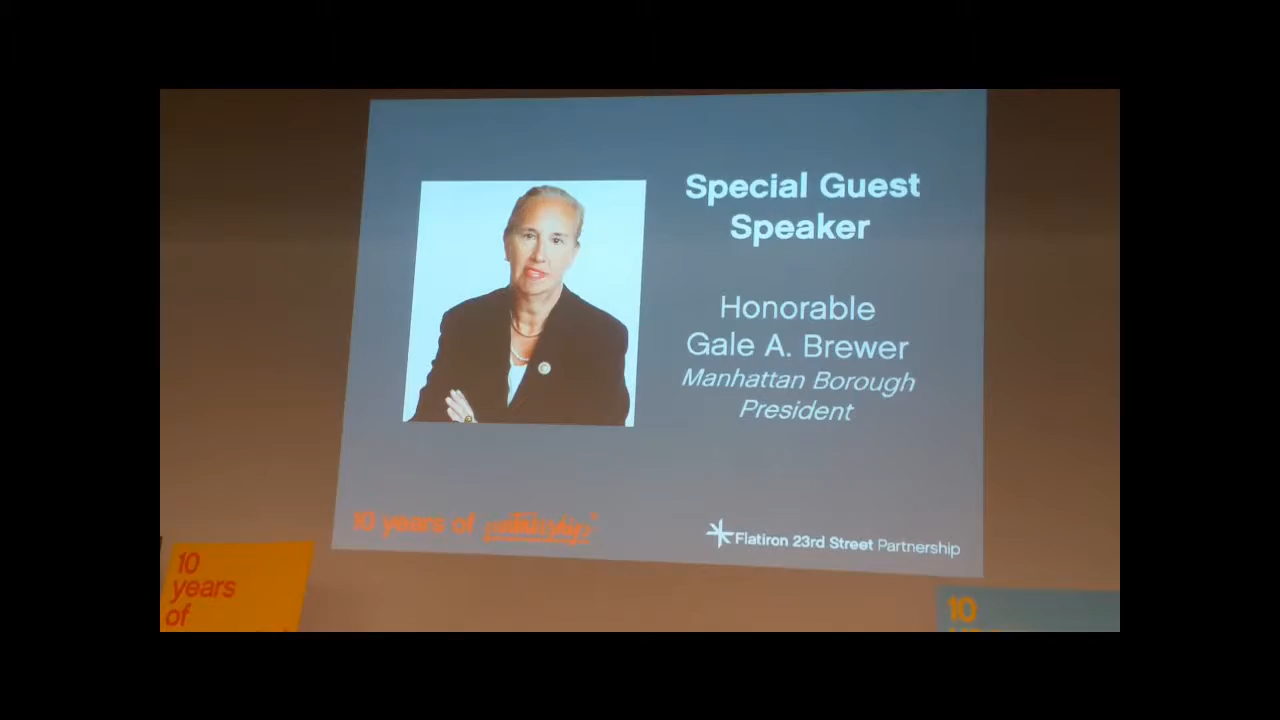 Special Guest
Speaker
Honorable
Gale A. Brewer
Manhattan Borough
President
10 years of
Flatiron 23rd Street Partnership
10
years
of
10